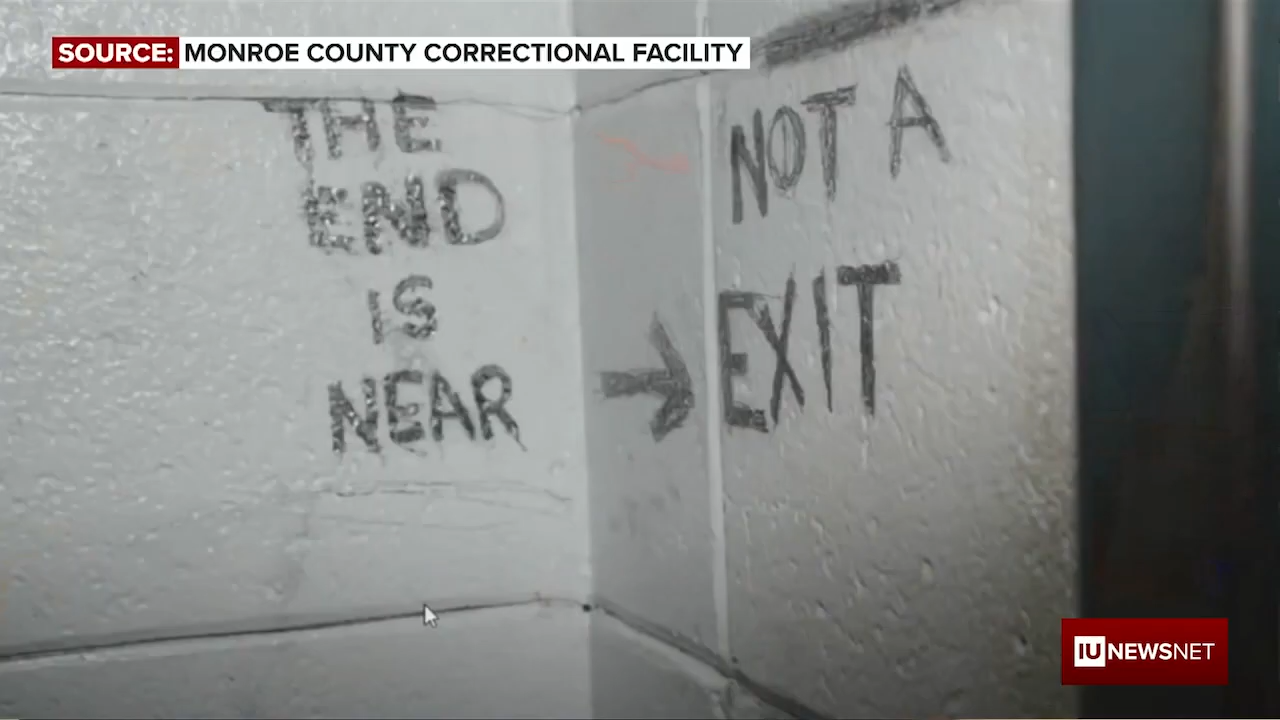 SOURCE: MONROE COUNTY CORRECTIONAL FACILITY
THE
END
IS
NEAR
NOT A
→ EXIT
IU NEWSNET